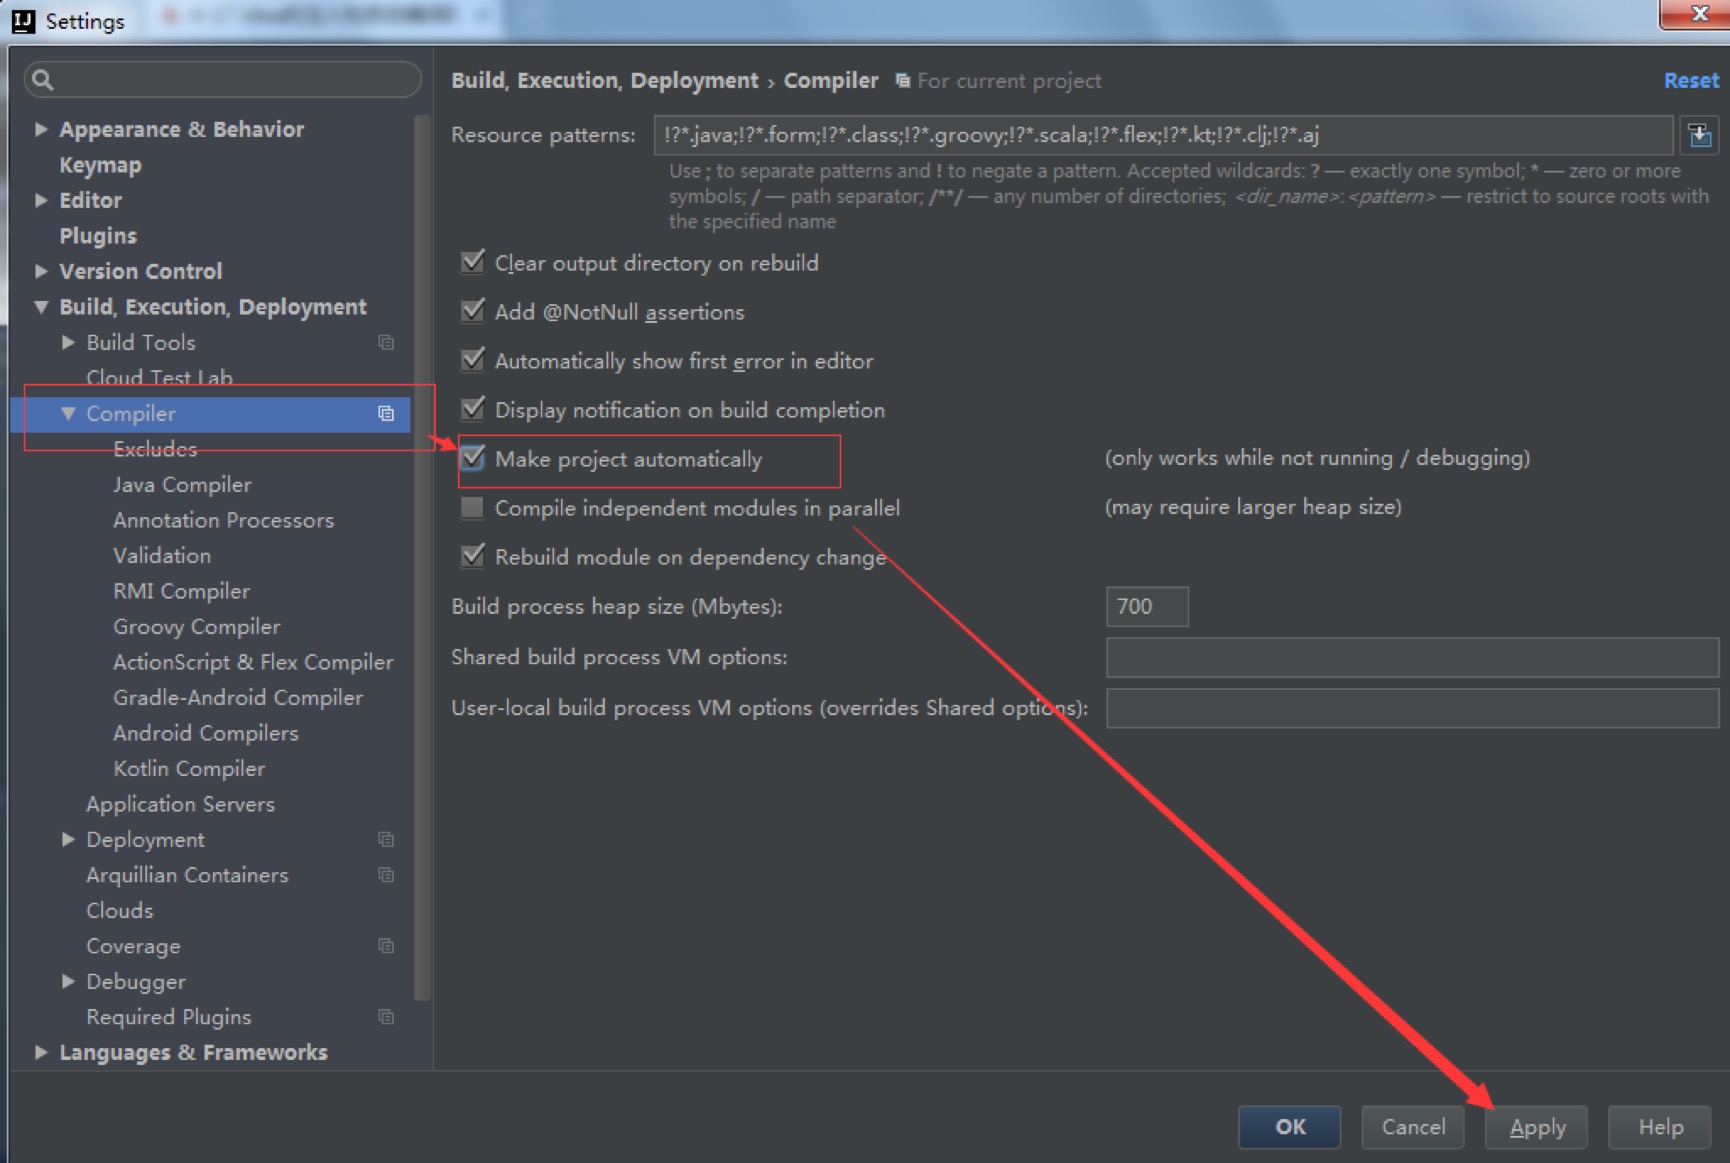 Settings
Build, Execution, Deployment › Compiler For current project Reset
Appearance & Behavior
Keymap
Editor
Plugins
Version Control
Build, Execution, Deployment
Build Tools
Cloud Test Lab
Compiler
Excludes
Java Compiler
Annotation Processors
Validation
RMI Compiler
Groovy Compiler
ActionScript & Flex Compiler
Gradle-Android Compiler
Android Compilers
Kotlin Compiler
Application Servers
Deployment
Arquillian Containers
Clouds
Coverage
Debugger
Required Plugins
Languages & Frameworks
Resource patterns: !?*.java;!?*.form;!?*.class;!?*.groovy;!?*.scala;!?*.flex;!?*.kt;!?*.clj;!?*.aj
Use ; to separate patterns and ! to negate a pattern. Accepted wildcards: ? — exactly one symbol; * — zero or more
symbols; / — path separator; /**/ — any number of directories; <dir_name>:<pattern> — restrict to source roots with
the specified name
Clear output directory on rebuild
Add @NotNull assertions
Automatically show first error in editor
Display notification on build completion
Make project automatically (only works while not running / debugging)
Compile independent modules in parallel (may require larger heap size)
Rebuild module on dependency change
Build process heap size (Mbytes): 700
Shared build process VM options:
User-local build process VM options (overrides Shared options):
OK Cancel Apply Help